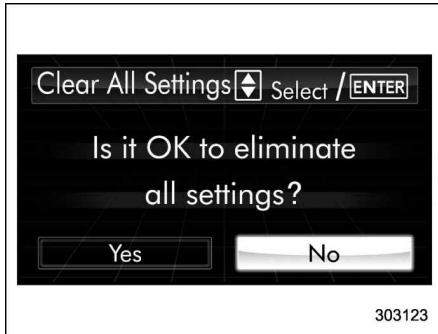 Clear All Settings Select / ENTER
Is it OK to eliminate
all settings?
Yes No
303123